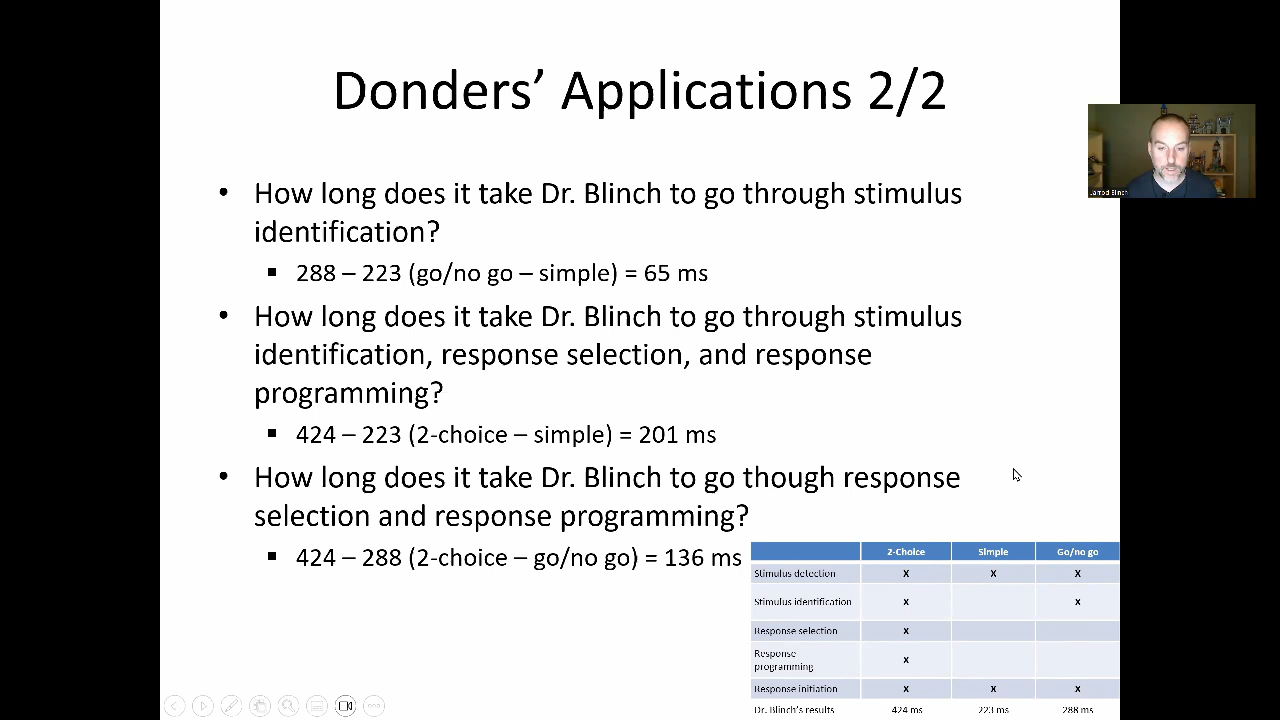 Donders’ Applications 2/2
Jarrod Blinch
• How long does it take Dr. Blinch to go through stimulus
identification?
▪ 288 – 223 (go/no go – simple) = 65 ms
• How long does it take Dr. Blinch to go through stimulus
identification, response selection, and response
programming?
▪ 424 – 223 (2-choice – simple) = 201 ms
• How long does it take Dr. Blinch to go though response
selection and response programming?
▪ 424 – 288 (2-choice – go/no go) = 136 ms
2-Choice Simple Go/no go
Stimulus detection X X X
Stimulus identification X X
Response selection X
Response
programming X
Response initiation X X X
Dr. Blinch's results 424 ms 223 ms 288 ms